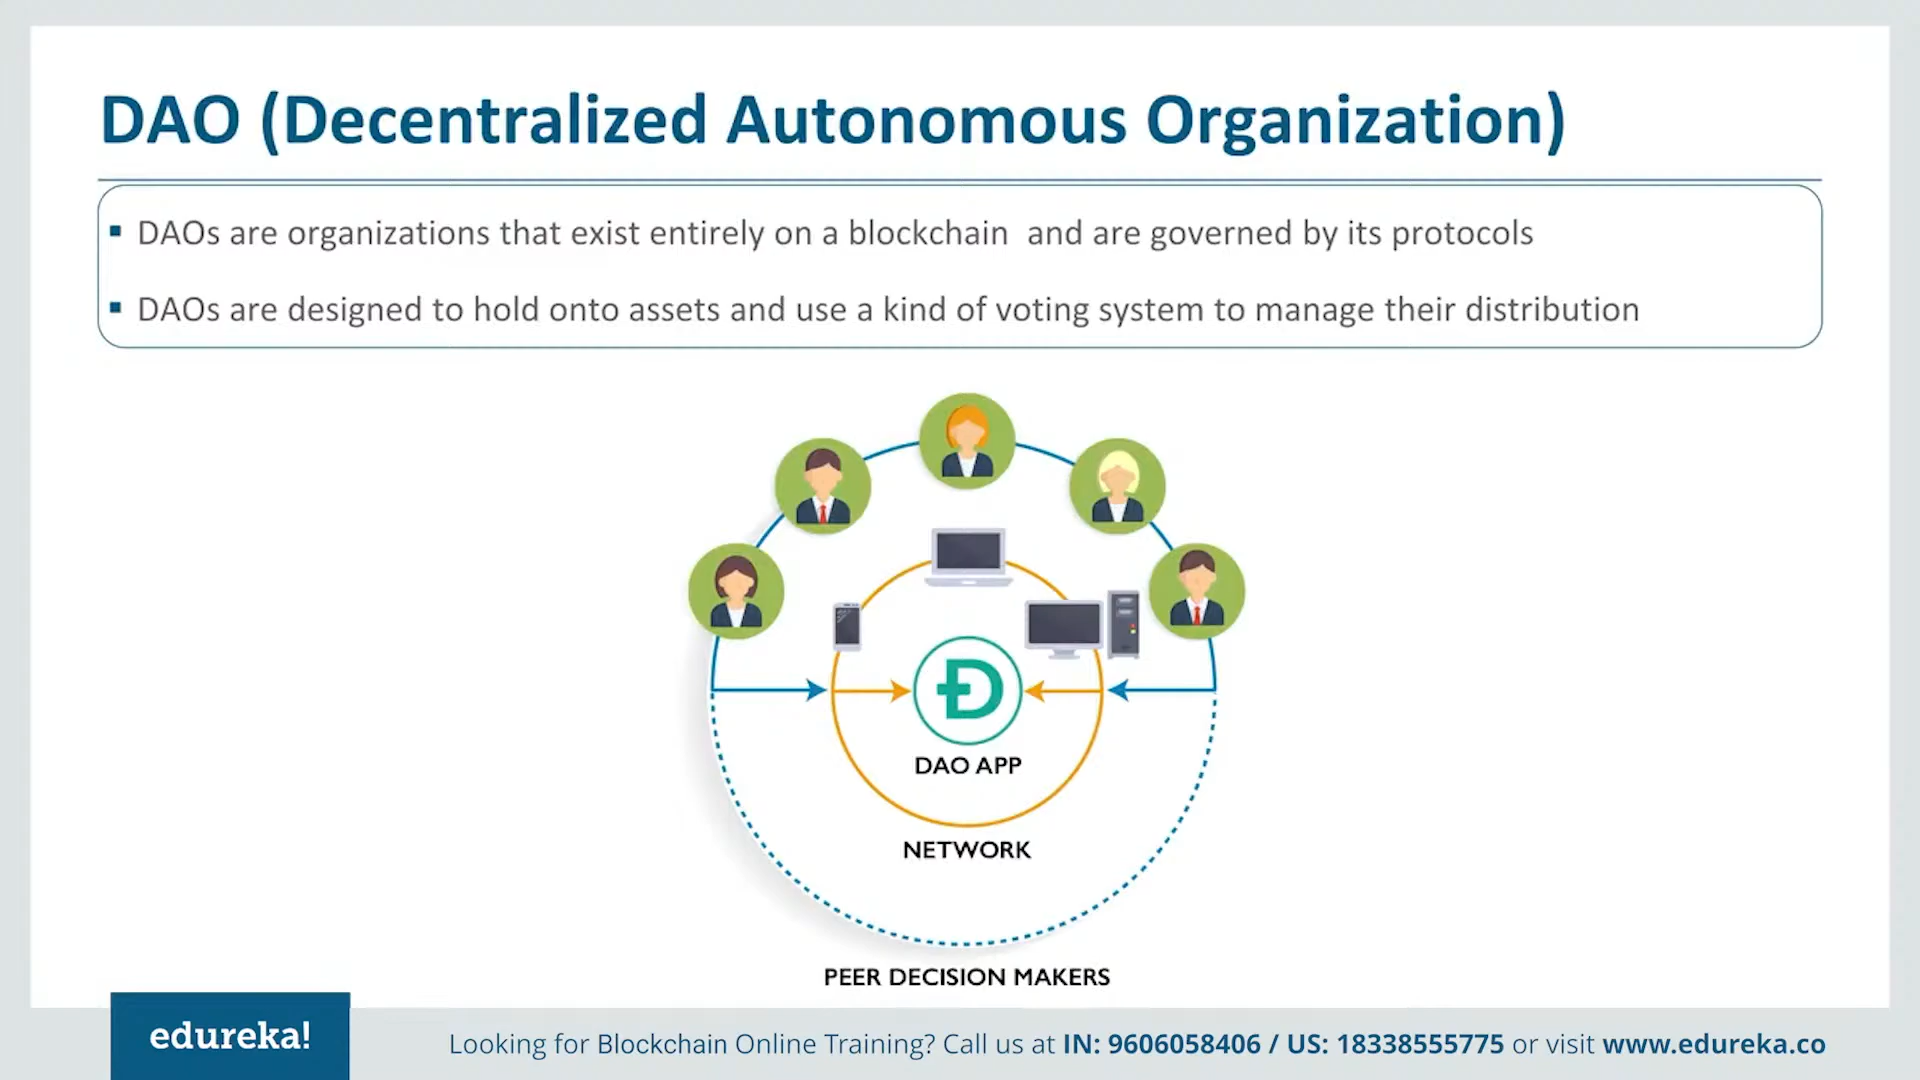 DAO (Decentralized Autonomous Organization)
▪ DAOs are organizations that exist entirely on a blockchain  and are governed by its protocols
▪ DAOs are designed to hold onto assets and use a kind of voting system to manage their distribution
DAO APP
NETWORK
PEER DECISION MAKERS
edureka!
Looking for Blockchain Online Training? Call us at IN: 9606058406 / US: 18338555775 or visit www.edureka.co